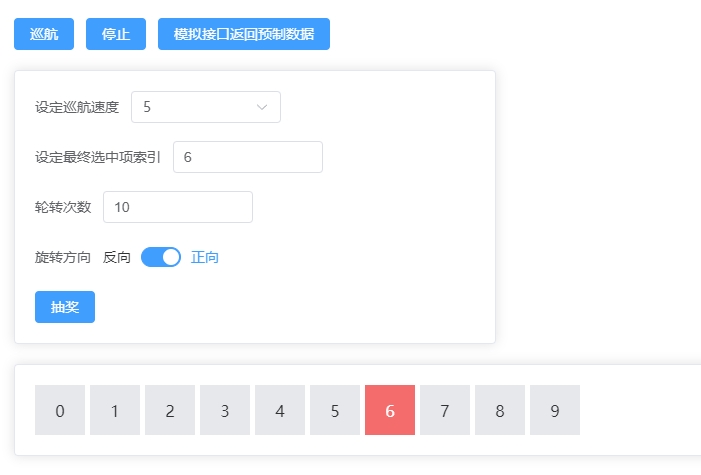 巡航 停止 模拟接口返回预制数据
设定巡航速度 5
设定最终选中项索引 6
轮转次数 10
旋转方向 反向 正向
抽奖
0 1 2 3 4 5 6 7 8 9